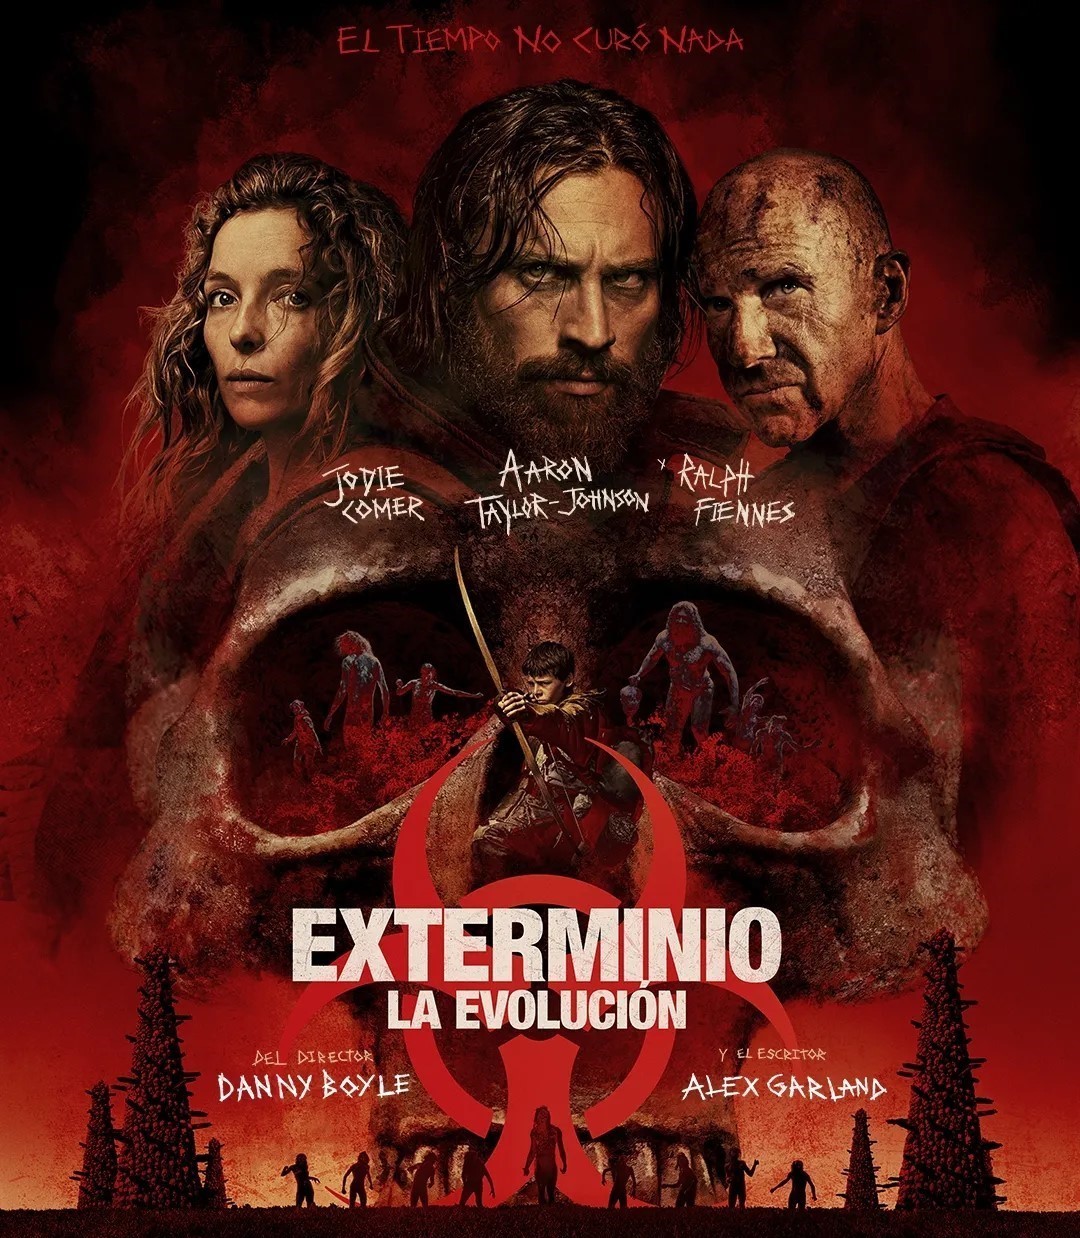 EL TIEMPO NO CURÓ NADA
JODIE COMER
AARON TAYLOR-JOHNSON
Y RALPH FIENNES
EXTERMINIO
LA EVOLUCIÓN
DEL DIRECTOR
DANNY BOYLE
Y EL ESCRITOR
ALEX GARLAND